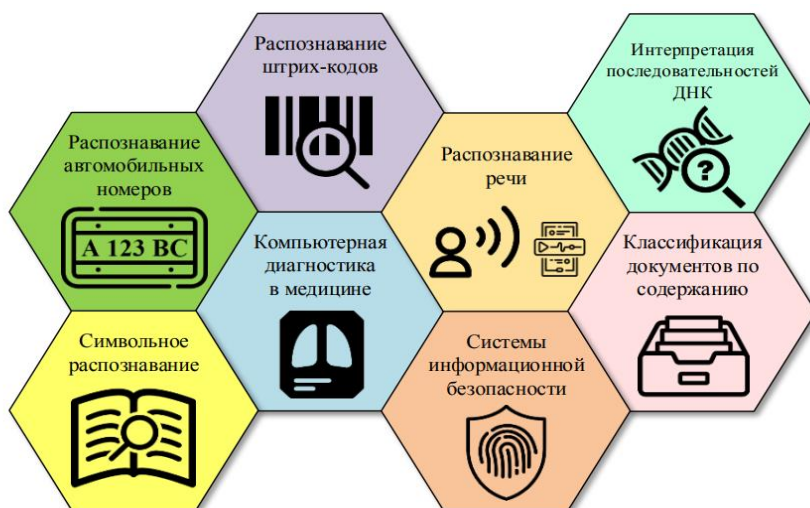 Распознавание
штрих-кодов
Интерпретация
последовательностей
ДНК
?
Распознавание
автомобильных
номеров
А 123 ВС
Распознавание
речи
Компьютерная
диагностика
в медицине
Классификация
документов по
содержанию
Символьное
распознавание
Системы
информационной
безопасности